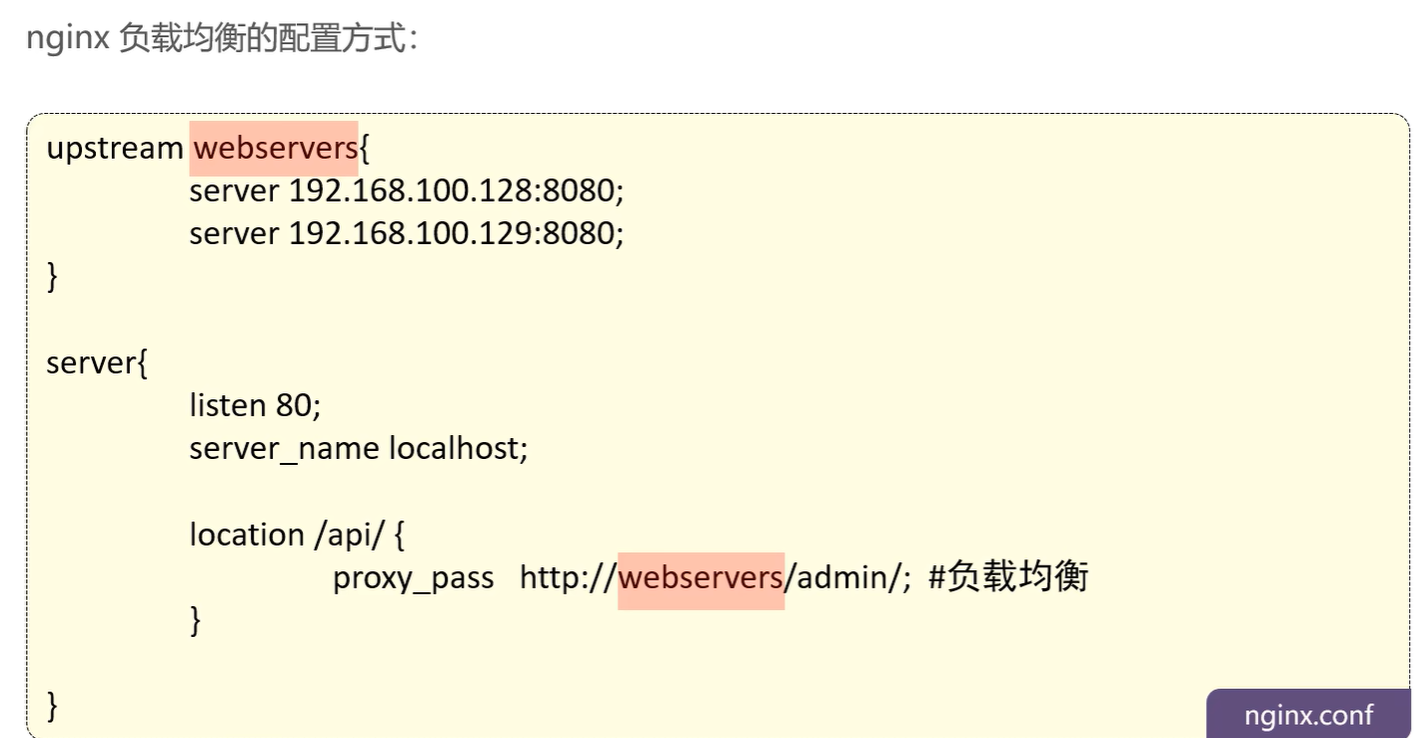 nginx 负载均衡的配置方式：
upstream webservers{
server 192.168.100.128:8080;
server 192.168.100.129:8080;
}
server{
listen 80;
server_name localhost;
location /api/ {
proxy_pass http://webservers/admin/; #负载均衡
}
}
nginx.conf